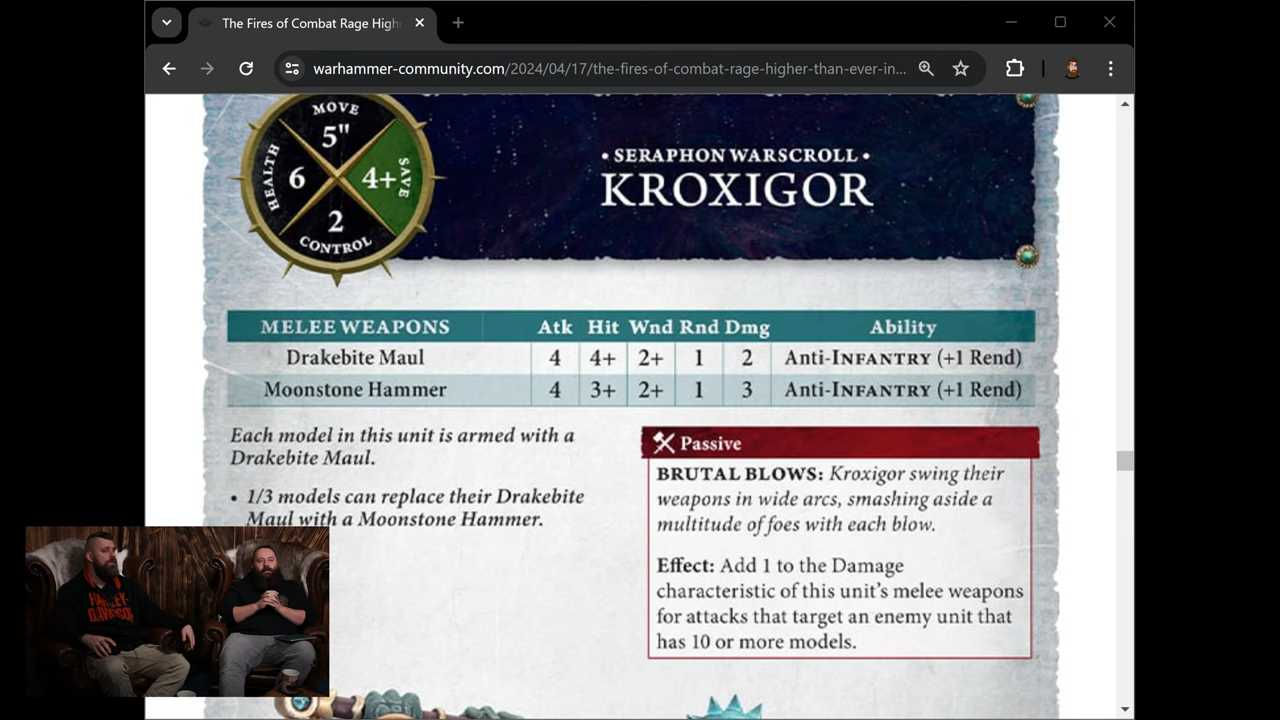 The Fires of Combat Rage High
warhammer-community.com/2024/04/17/the-fires-of-combat-rage-higher-than-ever-in...
MOVE
5"
HEALTH 6 4+ SAVE
2
CONTROL
• SERAPHON WARSCROLL •
KROXIGOR
MELEE WEAPONS Atk Hit Wnd Rnd Dmg Ability
Drakebite Maul 4 4+ 2+ 1 2 Anti-INFANTRY (+1 Rend)
Moonstone Hammer 4 3+ 2+ 1 3 Anti-INFANTRY (+1 Rend)
Each model in this unit is armed with a
Drakebite Maul.
• 1/3 models can replace their Drakebite
Maul with a Moonstone Hammer.
Passive
BRUTAL BLOWS: Kroxigor swing their
weapons in wide arcs, smashing aside a
multitude of foes with each blow.
Effect: Add 1 to the Damage
characteristic of this unit's melee weapons
for attacks that target an enemy unit that
has 10 or more models.
HARLEY-
DAVIDSON